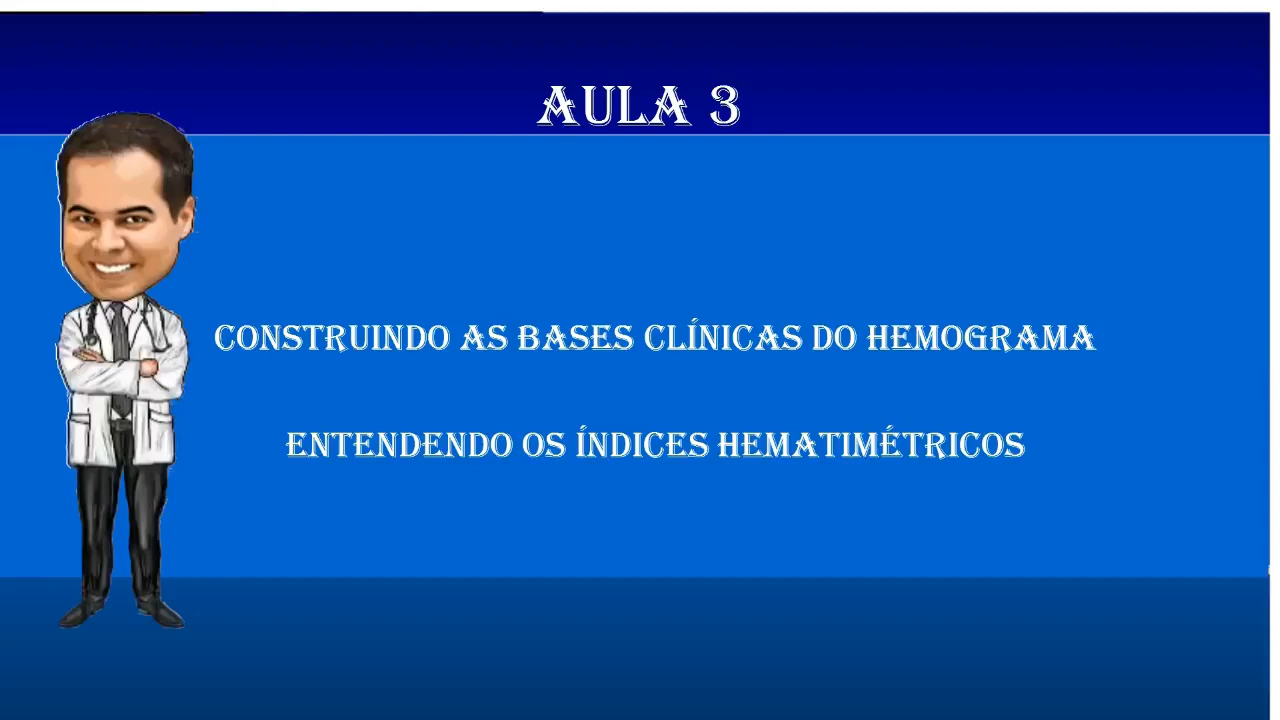 AULA 3
CONSTRUINDO AS BASES CLÍNICAS DO HEMOGRAMA
ENTENDENDO OS ÍNDICES HEMATIMÉTRICOS